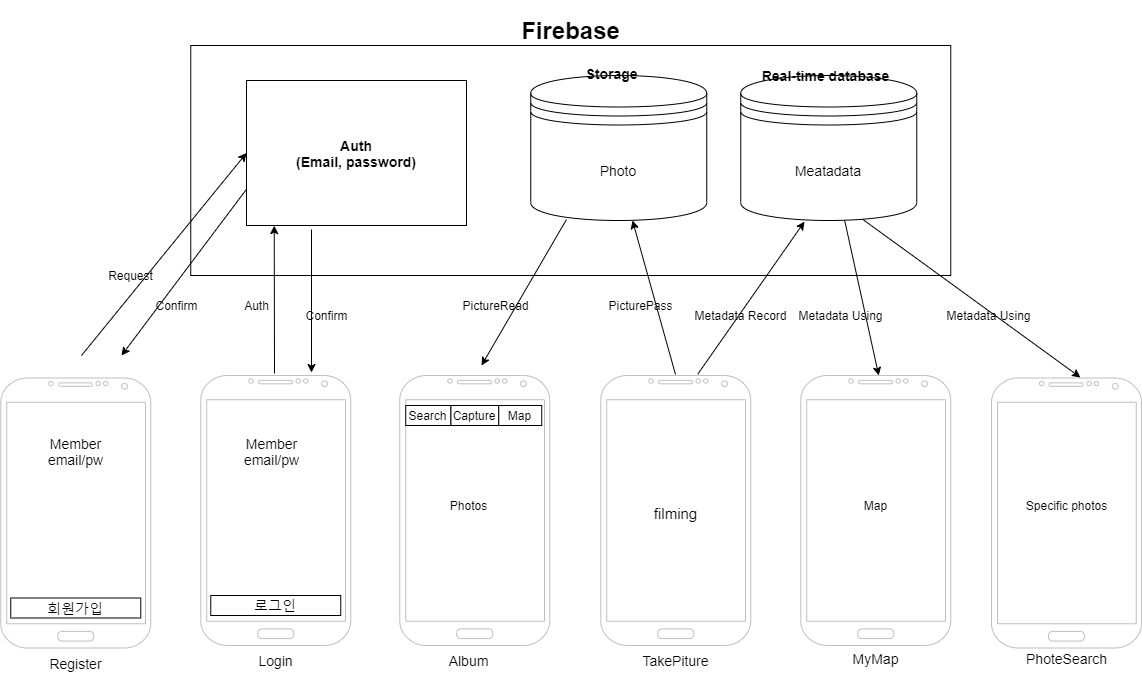 Firebase
Storage
Real-time database
Auth
(Email, password)
Photo
Meatadata
Request
Confirm
Auth
Confirm
PictureRead
PicturePass
Metadata Record
Metadata Using
Metadata Using
Member
email/pw
회원가입
Register
Member
email/pw
로그인
Login
Search
Capture
Map
Photos
Album
filming
TakePiture
Map
MyMap
Specific photos
PhoteSearch